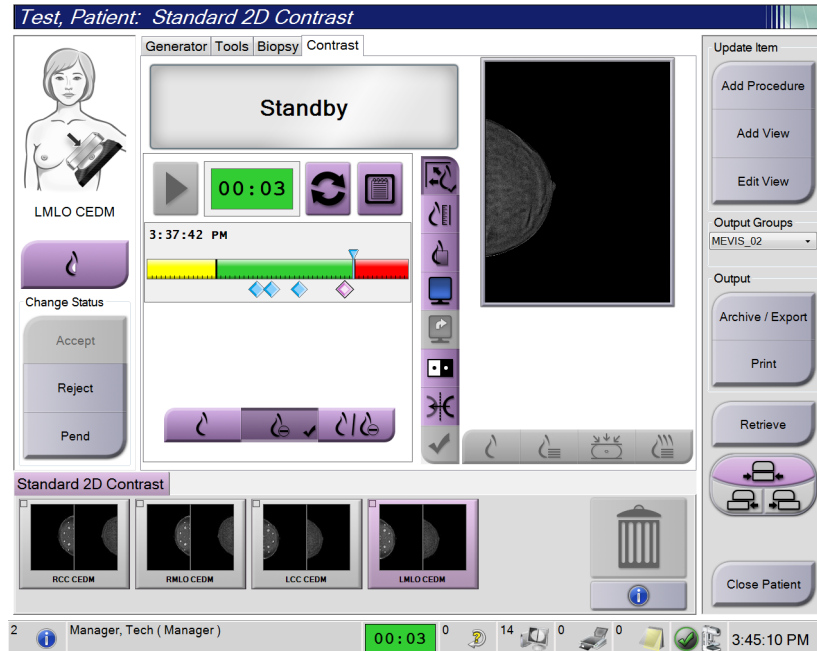 Test, Patient: Standard 2D Contrast
Generator Tools Biopsy Contrast
Standby
LMLO CEDM
00:03
3:37:42 PM
Change Status
Accept
Reject
Pend
Update Item
Add Procedure
Add View
Edit View
Output Groups
MEVIS_02
Output
Archive / Export
Print
Retrieve
Close Patient
Standard 2D Contrast
RCC CEDM
RMLO CEDM
LCC CEDM
LMLO CEDM
2 Manager, Tech ( Manager ) 00:03 0 14 0 0 3:45:10 PM